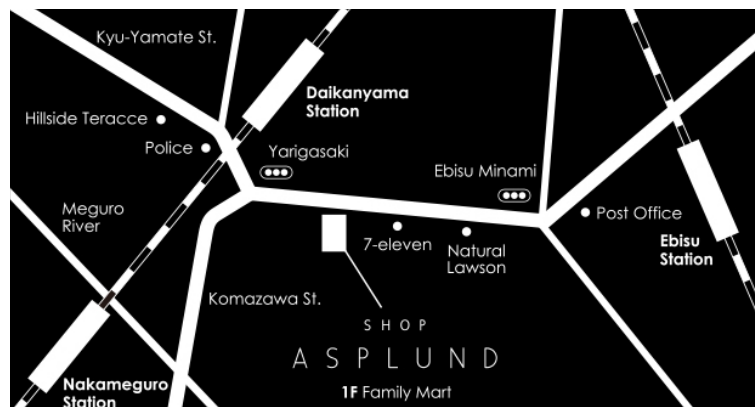 Kyu-Yamate St.
Daikanyama
Station
Hillside Teracce
Police
Yarigasaki
Ebisu Minami
Meguro
River
Post Office
7-eleven
Natural
Lawson
Ebisu
Station
Komazawa St.
SHOP
ASPLUND
1F Family Mart
Nakameguro
Station